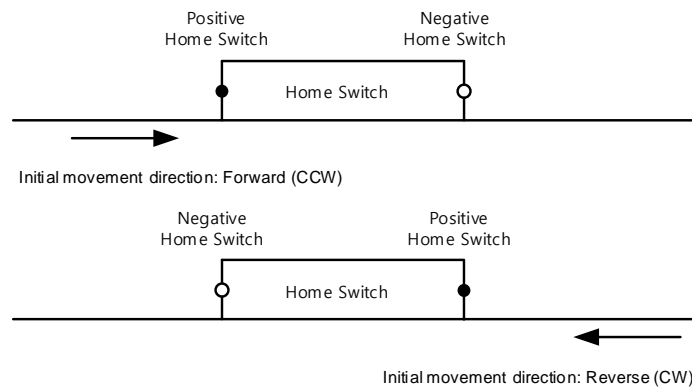 Positive
Home Switch
Negative
Home Switch
Home Switch
Initial movement direction: Forward (CCW)
Negative
Home Switch
Positive
Home Switch
Home Switch
Initial movement direction: Reverse (CW)